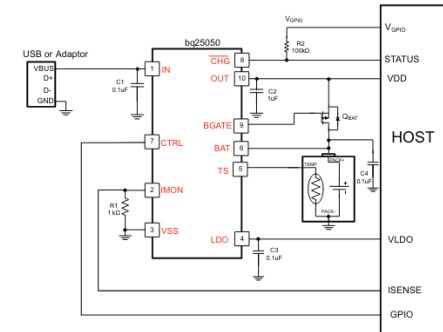 HOST
VGPIO
VGPIO
R2
100kΩ
USB or Adaptor
bq25050
VBUS
D+
D-
GND
C1
0.1uF
1
IN
CHG
8
STATUS
OUT
10
VDD
C2
1uF
BGATE
9
QBAT
7
CTRL
BAT
6
TS
5
TEMP
PACK+
PACK-
C4
0.1uF
2
IMON
R1
1kΩ
3
VSS
LDO
4
VLDO
C3
0.1uF
ISENSE
GPIO